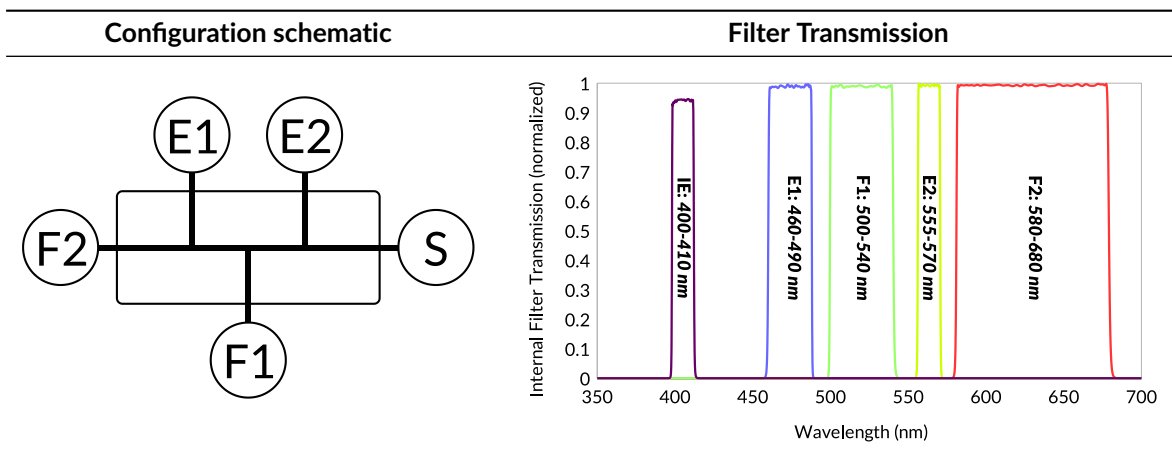 Configuration schematic
Filter Transmission
E1
E2
F2
S
F1
Internal Filter Transmission (normalized)
1
0.9
0.8
0.7
0.6
0.5
0.4
0.3
0.2
0.1
0
IE: 400-410 nm
E1: 460-490 nm
F1: 500-540 nm
E2: 555-570 nm
F2: 580-680 nm
350 400 450 500 550 600 650 700
Wavelength (nm)